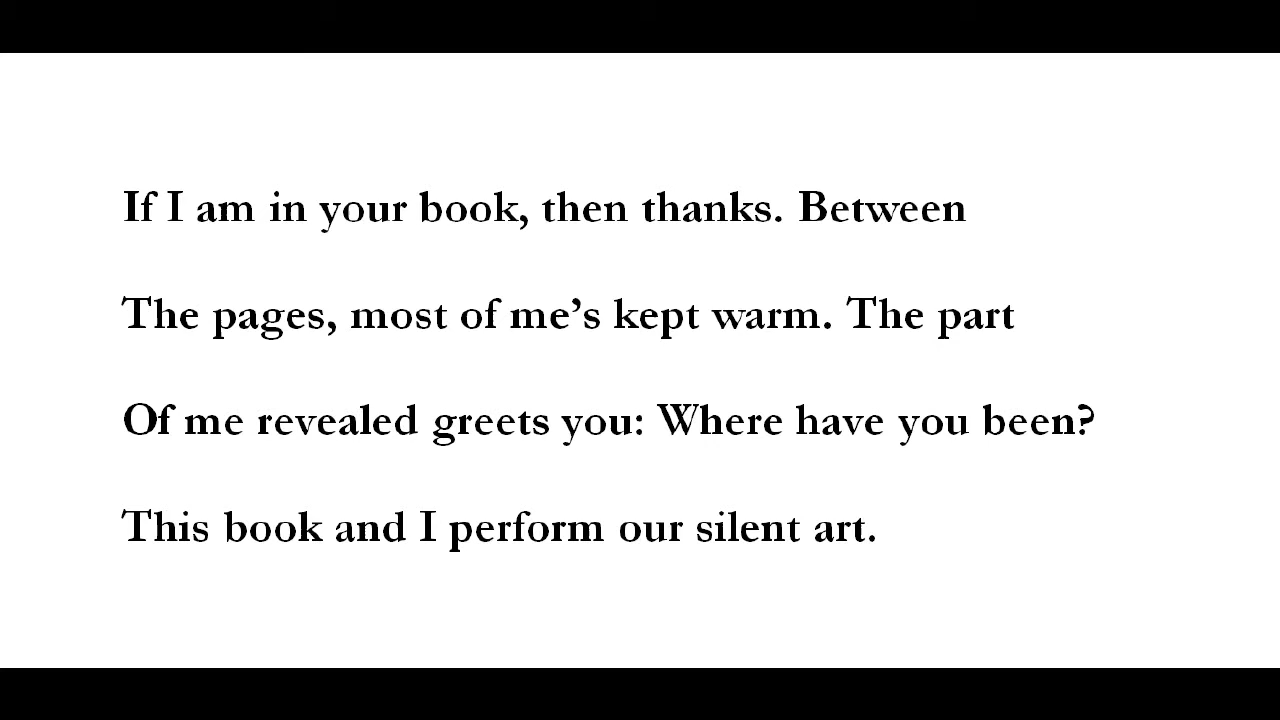 If I am in your book, then thanks. Between
The pages, most of me’s kept warm. The part
Of me revealed greets you: Where have you been?
This book and I perform our silent art.